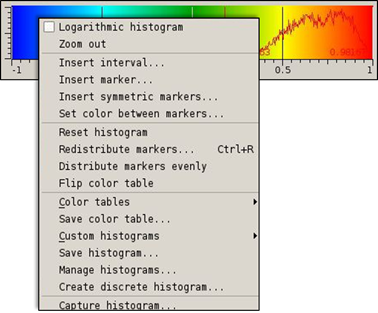 Logarithmic histogram
Zoom out
Insert interval...
Insert marker...
Insert symmetric markers...
Set color between markers...
-1 0.5 1
Reset histogram
Redistribute markers... Ctrl+R
Distribute markers evenly
Flip color table
Color tables
Save color table...
Custom histograms
Save histogram...
Manage histograms...
Create discrete histogram...
Capture histogram...